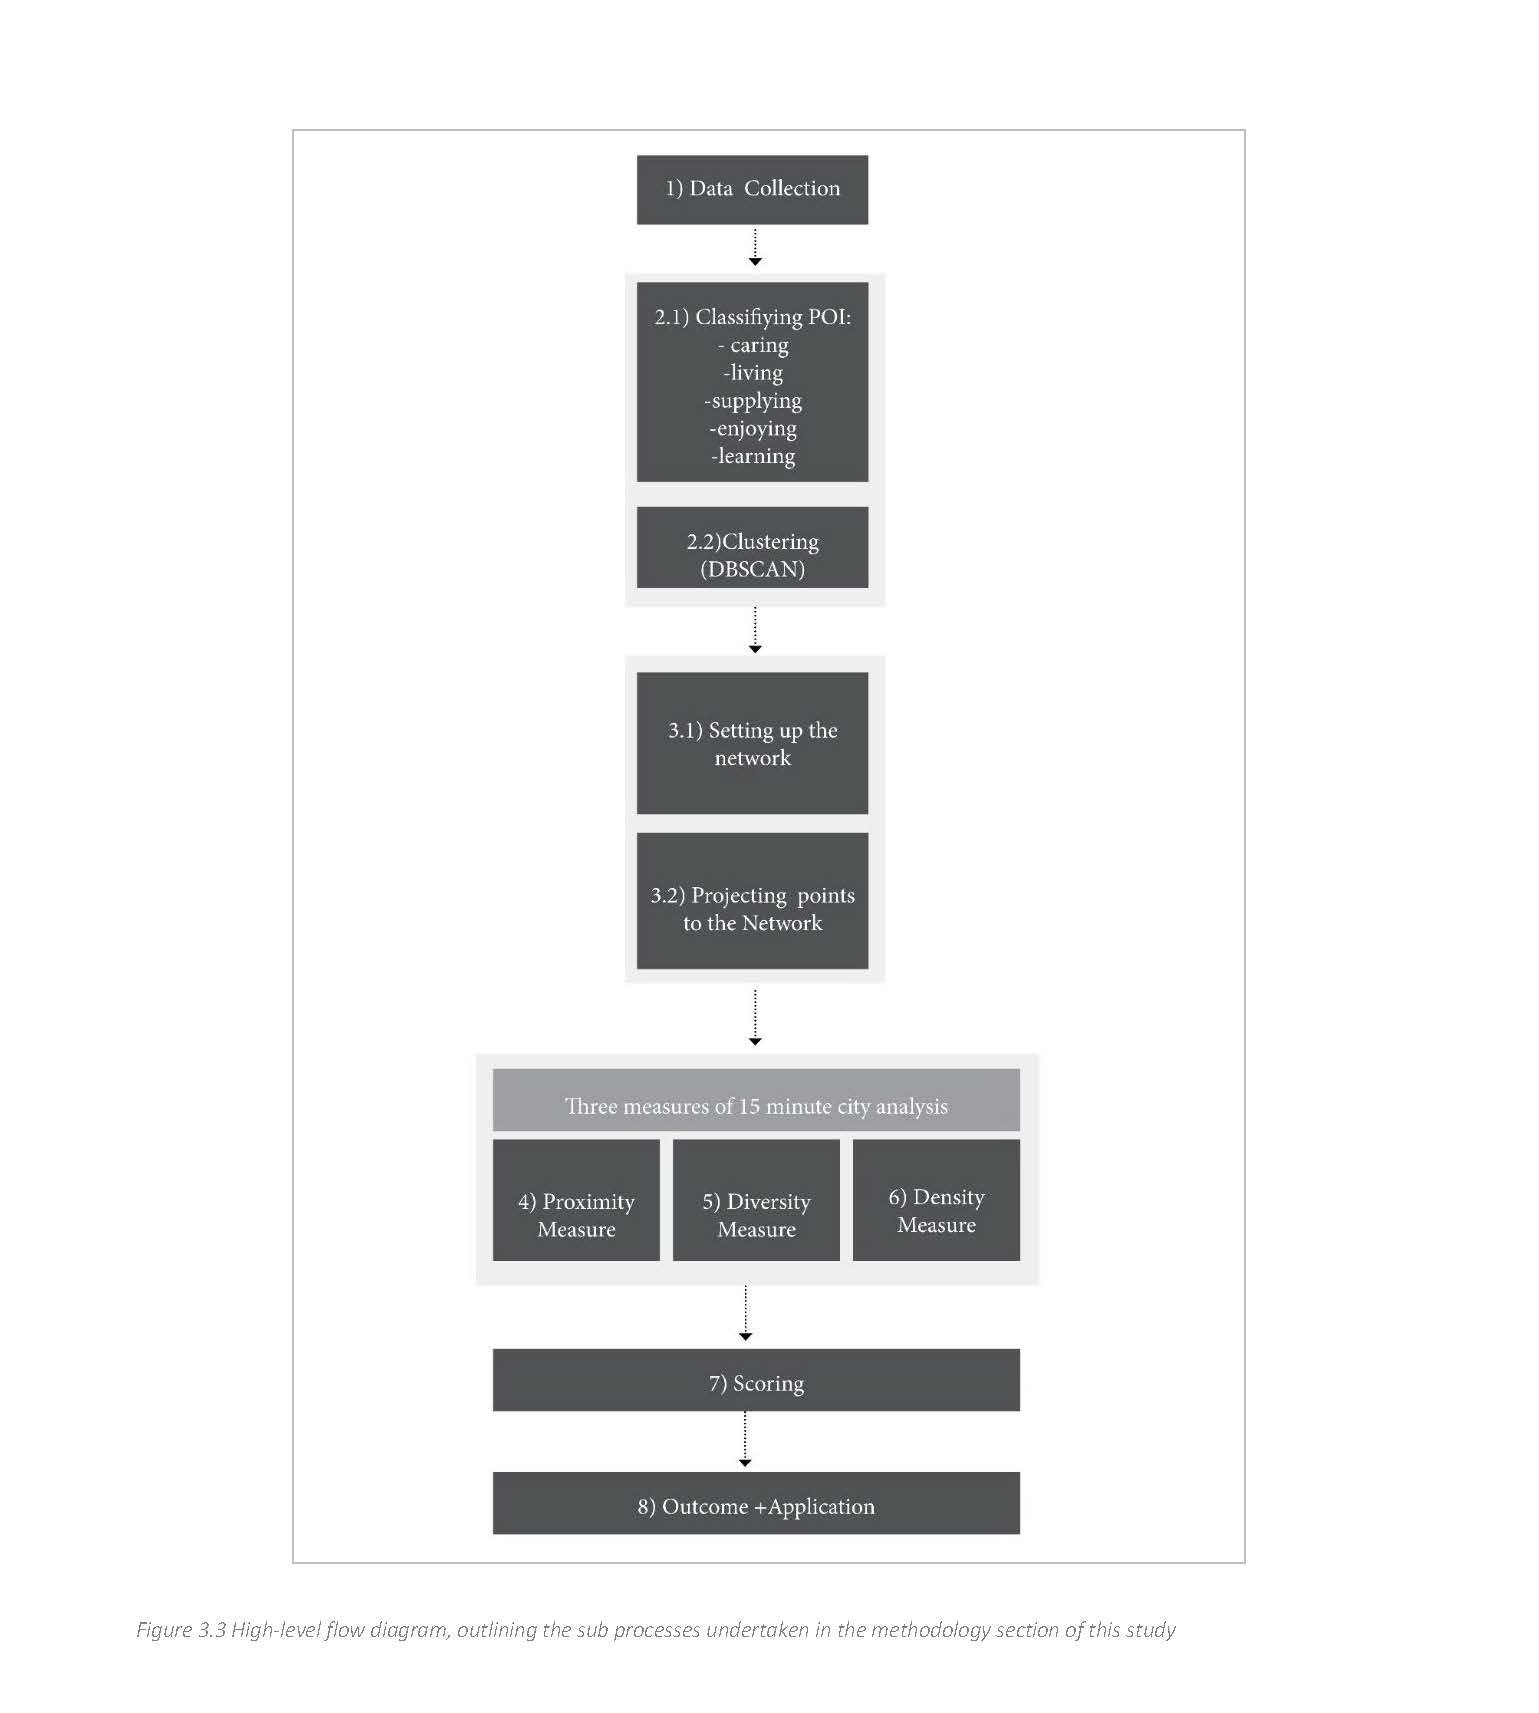 1) Data  Collection
2.1) Classifiying POI:
- caring
-living
-supplying
-enjoying
-learning
2.2)Clustering
(DBSCAN)
3.1) Setting up the
network
3.2) Projecting  points
to the Network
Three measures of 15 minute city analysis
4) Proximity
Measure
5) Diversity
Measure
6) Density
Measure
7) Scoring
8) Outcome +Application
Figure 3.3 High-level flow diagram, outlining the sub processes undertaken in the methodology section of this study